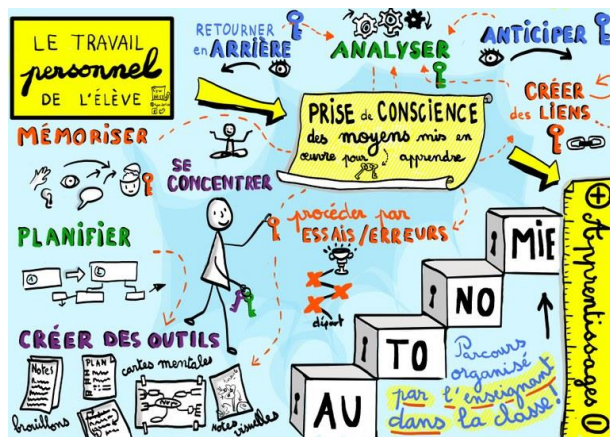 LE TRAVAIL
personnel
DE L'ÉLÈVE
RETOURNER
en ARRIÈRE
ANALYSER
ANTICIPER
CRÉER
des LIENS
PRISE de CONSCIENCE
des moyens mis en
œuvre pour apprendre
MÉMORISER
SE
CONCENTRER
PLANIFIER
procéder par
ESSAIS/ERREURS
départ
CRÉER DES OUTILS
Notes
PLAN
cartes mentales
brouillons
Notes
visuelles
AU
TO
NO
MIE
Parcours
organisé
par l'enseignant
dans la classe!
Apprentissages